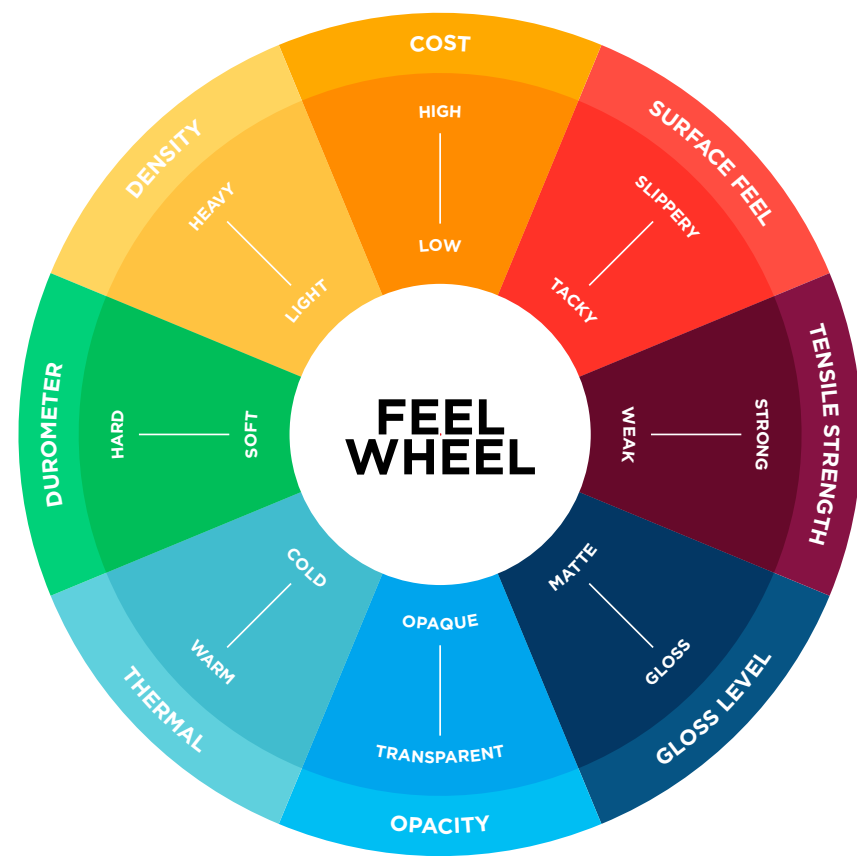 COST
HIGH
LOW
SURFACE FEEL
SLIPPERY
TACKY
TENSILE STRENGTH
STRONG
WEAK
GLOSS LEVEL
GLOSS
MATTE
OPACITY
OPAQUE
TRANSPARENT
THERMAL
COLD
WARM
DUROMETER
HARD
SOFT
DENSITY
HEAVY
LIGHT
FEEL
WHEEL